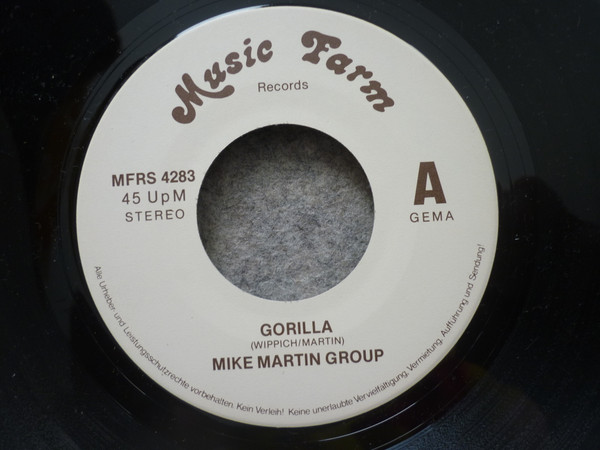 Music Farm
Records
MFRS 4283
45 UpM
STEREO
A
GEMA
GORILLA
(WIPPICH/MARTIN)
MIKE MARTIN GROUP
Alle Urheber und Leistungsschutzrechte vorbehalten. Kein Verleih! Keine unerlaubte Vervielfältigung, Vermietung, Aufführung und Sendung!